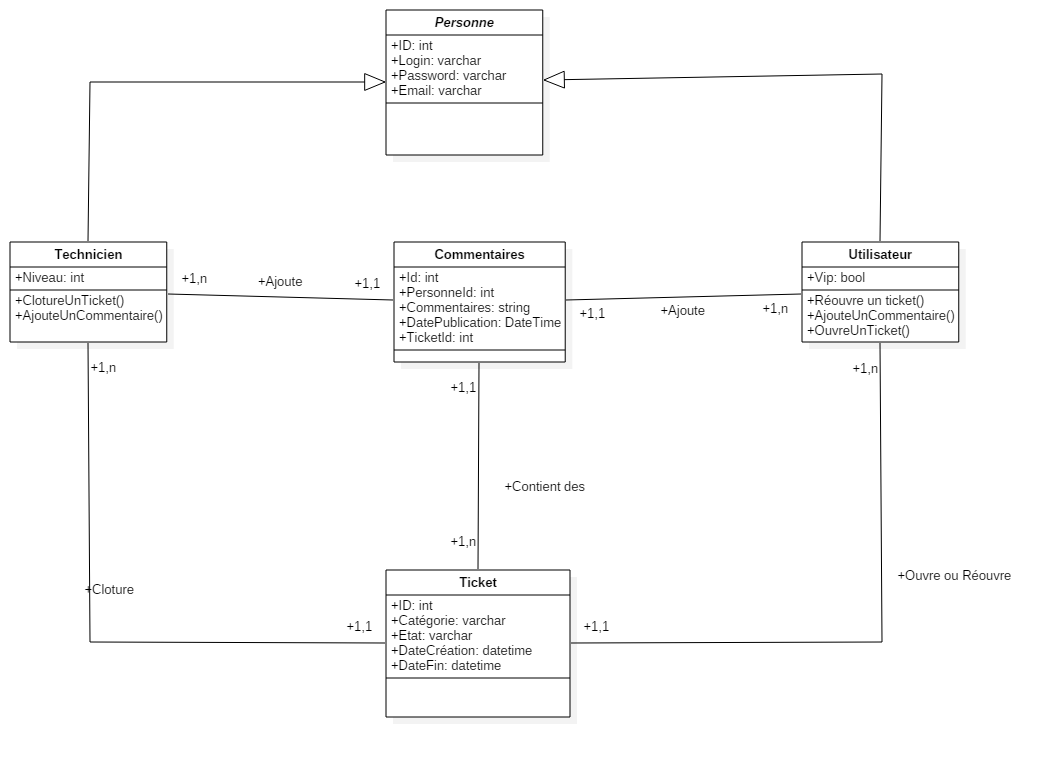 Personne
+ID: int
+Login: varchar
+Password: varchar
+Email: varchar
Technicien
+Niveau: int
+ClotureUnTicket()
+AjouteUnCommentaire()
+1,n
+Ajoute
+1,1
Commentaires
+Id: int
+PersonneId: int
+Commentaires: string
+DatePublication: DateTime
+TicketId: int
+1,1
+Ajoute
+1,n
Utilisateur
+Vip: bool
+Réouvre un ticket()
+AjouteUnCommentaire()
+OuvreUnTicket()
+1,n
+1,1
+1,n
+Contient des
+1,n
+Cloture
+Ouvre ou Réouvre
+1,1
Ticket
+ID: int
+Catégorie: varchar
+Etat: varchar
+DateCréation: datetime
+DateFin: datetime
+1,1